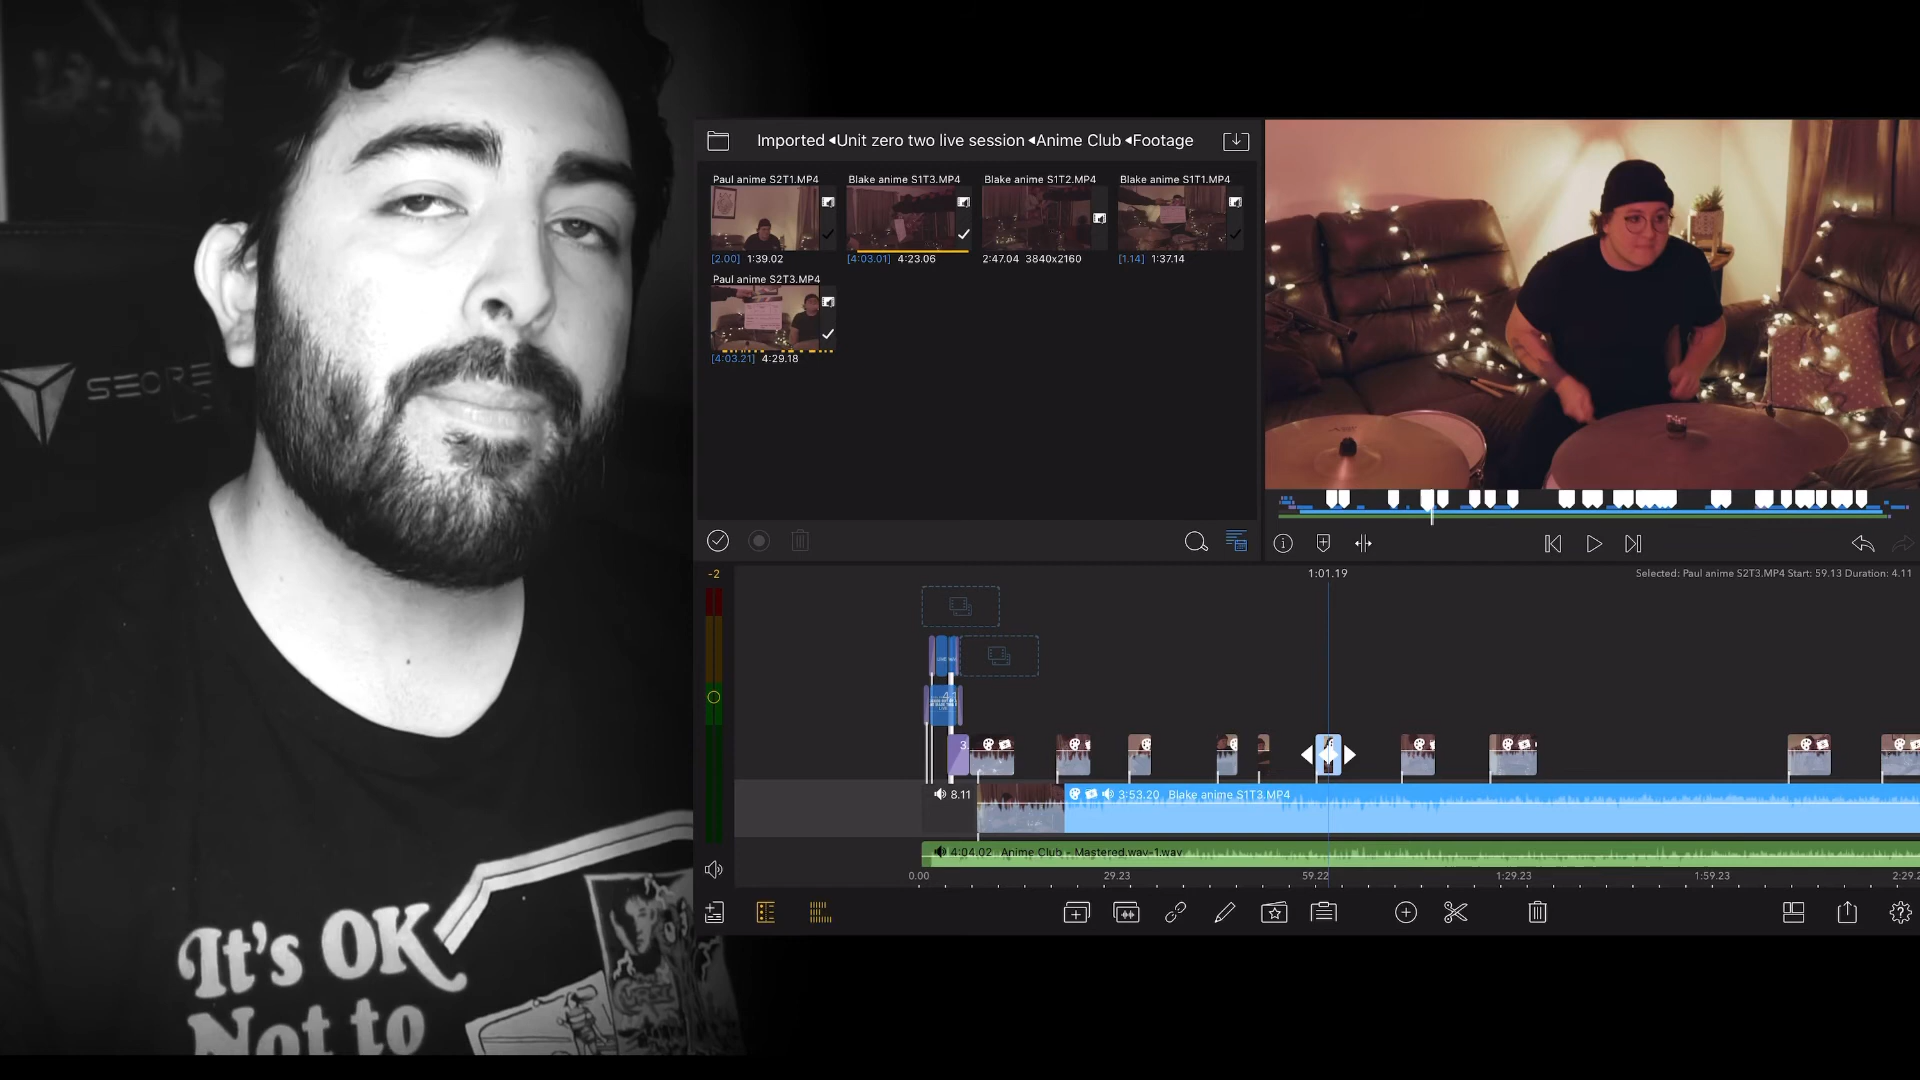 Imported ◂Unit zero two live session ◂Anime Club ◂Footage
Paul anime S2T1.MP4
Blake anime S1T3.MP4
Blake anime S1T2.MP4
Blake anime S1T1.MP4
[2.00] 1:39.02
[4:03.01] 4:23.06
2:47.04 3840x2160
[1.14] 1:37.14
Paul anime S2T3.MP4
[4:03.21] 4:29.18
SECRE
-2
1:01.19
Selected: Paul anime S2T3.MP4 Start: 59.13 Duration: 4.11
3.
8.11
3:53.20 Blake anime S1T3.MP4
4:04.02 Anime Club - Mastered.wav-1.wav
0.00
29.23
59.22
1:29.23
1:59.23
2:29.2
It's OK
Not to